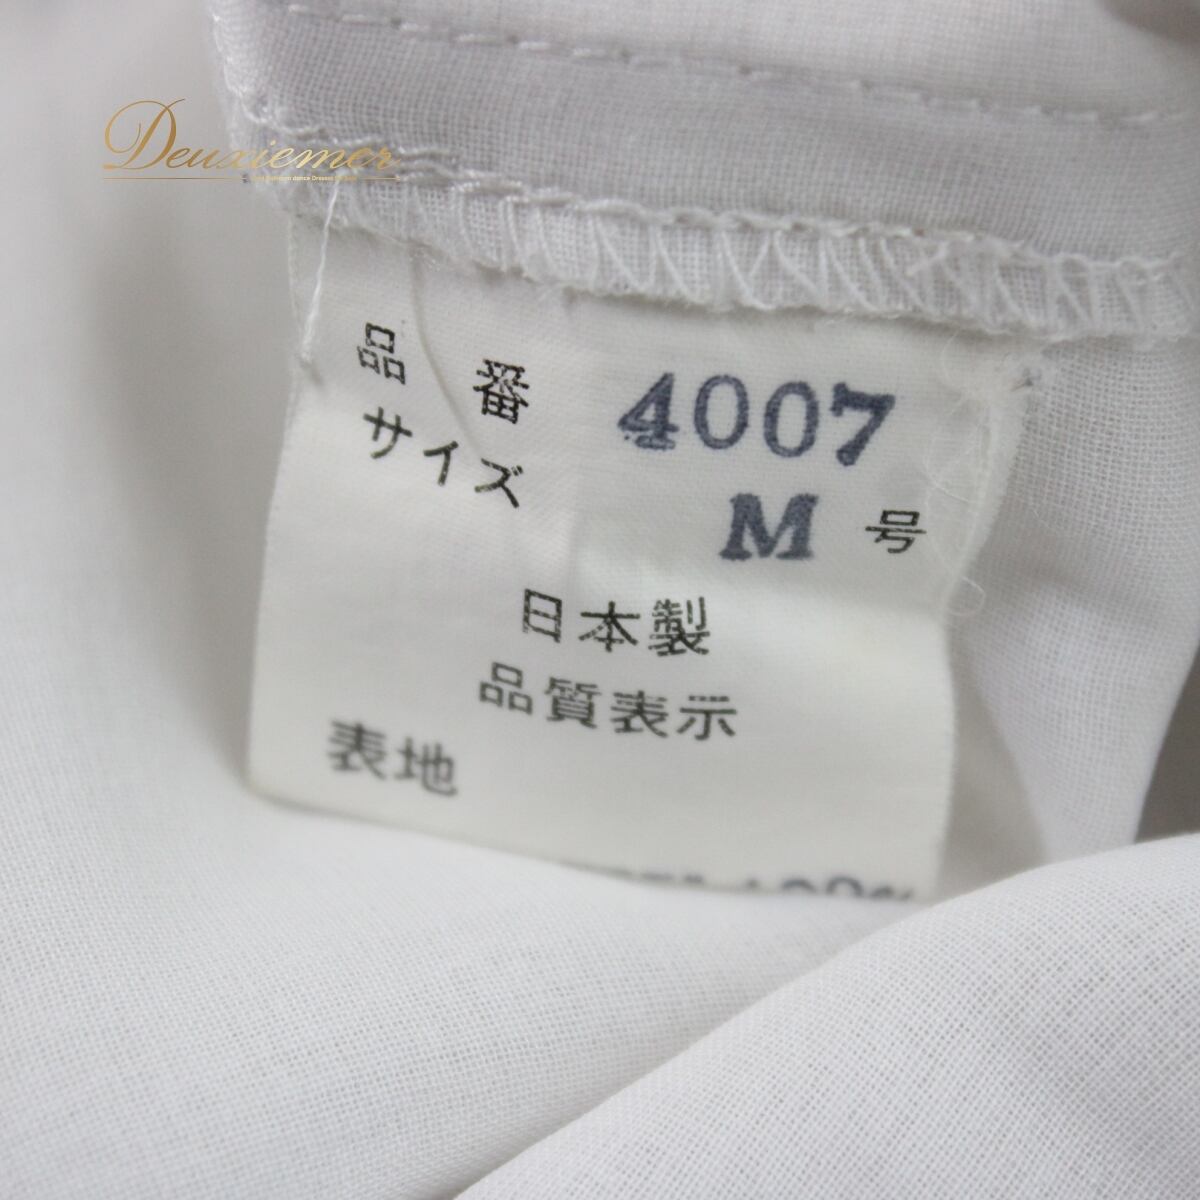 Deuxiemer
品番 4007
サイズ M 号
日本製
品質表示
表地